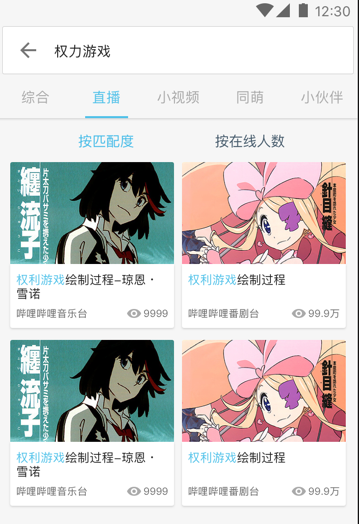 12:30
权力游戏
综合 直播 小视频 同萌 小伙伴
按匹配度 按在线人数
纏流子
片太刀バサミを携えた少
針目縫
权利游戏绘制过程–琼恩·
雪诺
哔哩哔哩音乐台 9999
权利游戏绘制过程
哔哩哔哩番剧台 99.9万
纏流子
片太刀バサミを携えた少
針目縫
权利游戏绘制过程–琼恩·
雪诺
哔哩哔哩音乐台 9999
权利游戏绘制过程
哔哩哔哩番剧台 99.9万